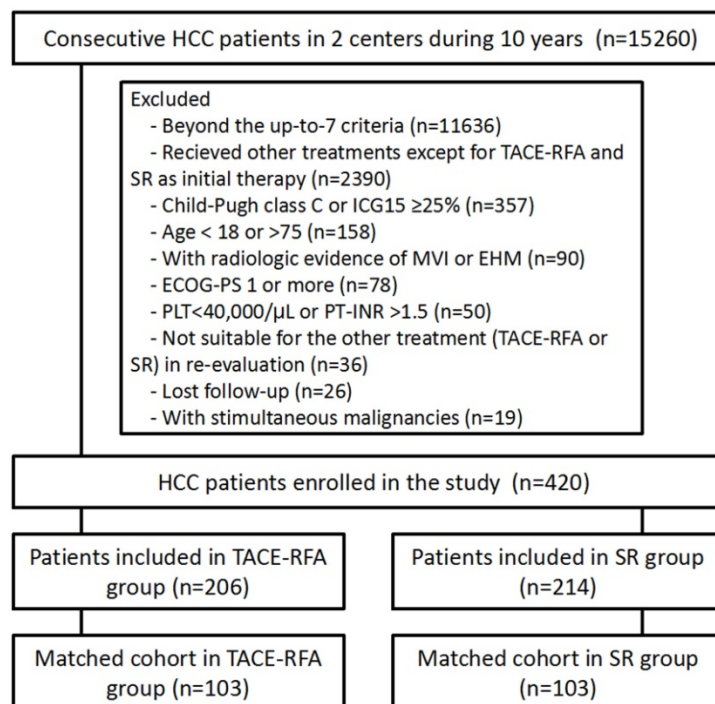 Consecutive HCC patients in 2 centers during 10 years (n=15260)
Excluded
- Beyond the up-to-7 criteria (n=11636)
- Recieved other treatments except for TACE-RFA and
SR as initial therapy (n=2390)
- Child-Pugh class C or ICG15 ≥25% (n=357)
- Age < 18 or >75 (n=158)
- With radiologic evidence of MVI or EHM (n=90)
- ECOG-PS 1 or more (n=78)
- PLT<40,000/μL or PT-INR >1.5 (n=50)
- Not suitable for the other treatment (TACE-RFA or
SR) in re-evaluation (n=36)
- Lost follow-up (n=26)
- With stimultaneous malignancies (n=19)
HCC patients enrolled in the study (n=420)
Patients included in TACE-RFA
group (n=206)
Patients included in SR group
(n=214)
Matched cohort in TACE-RFA
group (n=103)
Matched cohort in SR group
(n=103)